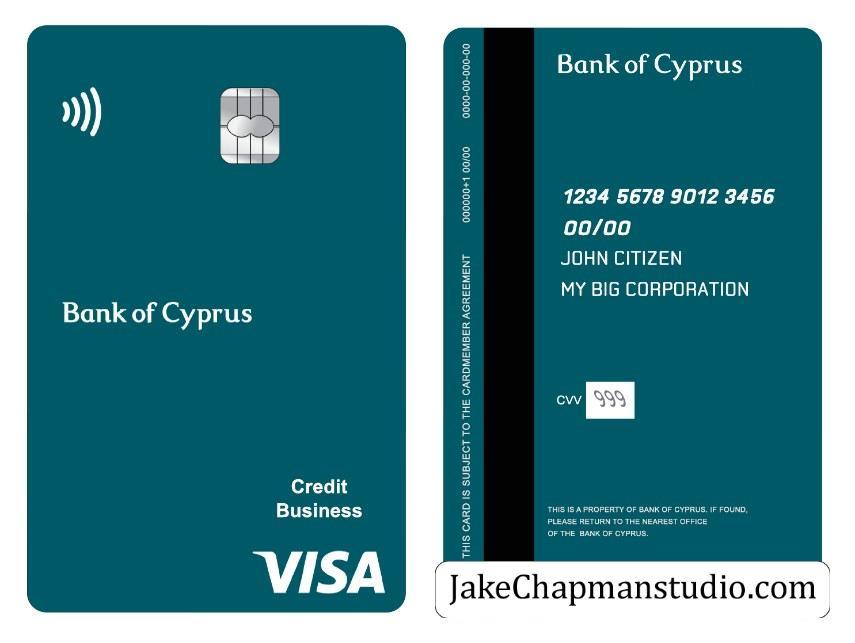 Bank of Cyprus
Credit
Business
VISA
0000-00-000-00
000000+1 00/00
THIS CARD IS SUBJECT TO THE CARDMEMBER AGREEMENT
Bank of Cyprus
1234 5678 9012 3456
00/00
JOHN CITIZEN
MY BIG CORPORATION
CVV 999
THIS IS A PROPERTY OF BANK OF CYPRUS. IF FOUND,
PLEASE RETURN TO THE NEAREST OFFICE
OF THE BANK OF CYPRUS.
JakeChapmanstudio.com